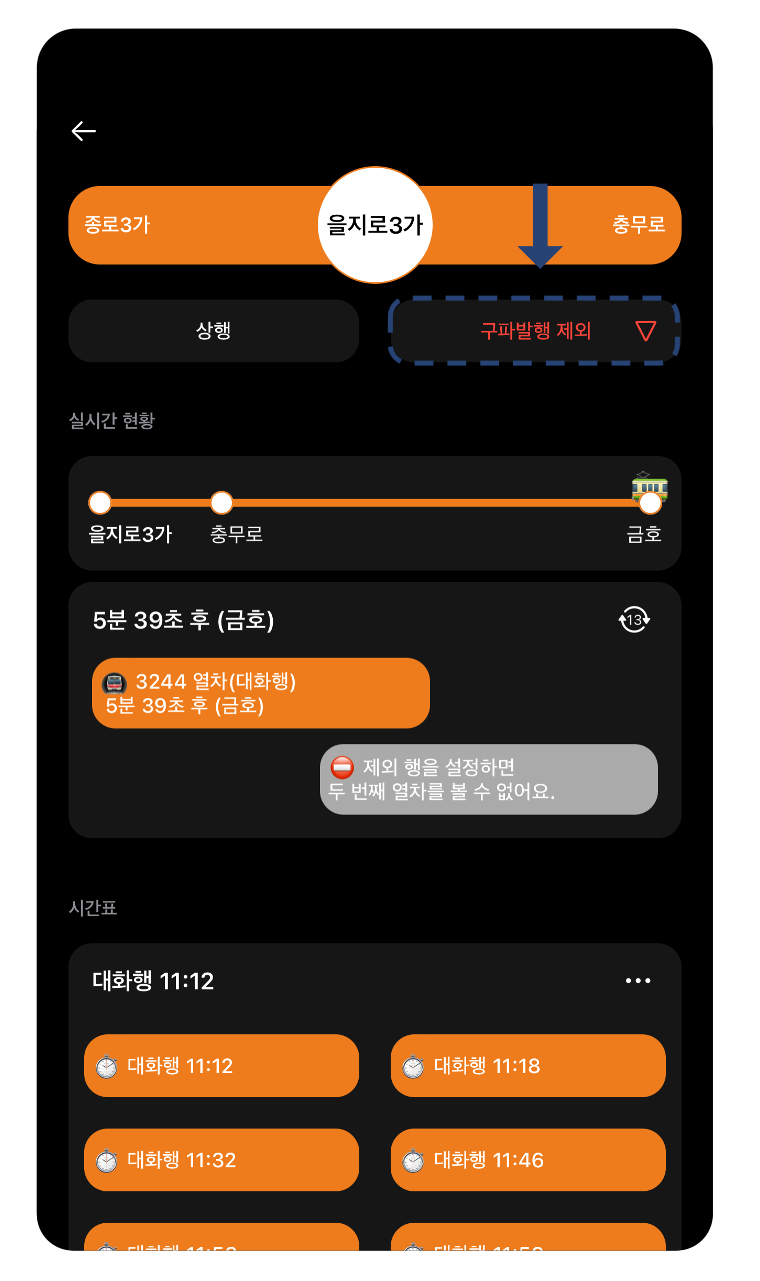 종로3가
을지로3가
충무로
상행
구파발행 제외
실시간 현황
을지로3가
충무로
금호
5분 39초 후 (금호)
13
3244 열차(대화행)
5분 39초 후 (금호)
제외 행을 설정하면
두 번째 열차를 볼 수 없어요.
시간표
대화행 11:12
대화행 11:12
대화행 11:18
대화행 11:32
대화행 11:46